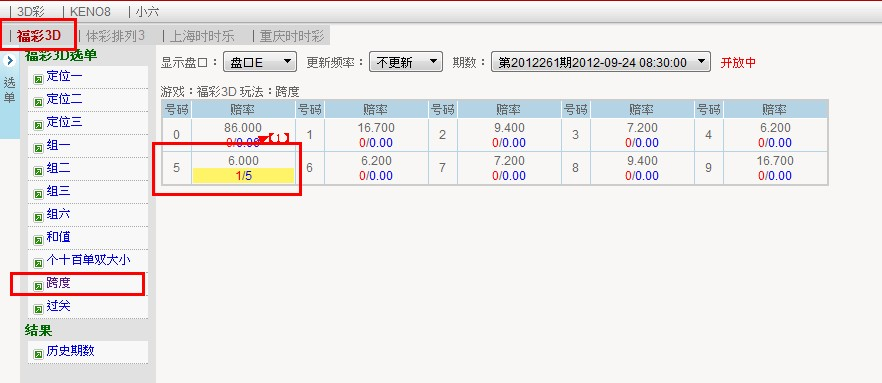 3D彩 | KENO8 | 小六
福彩3D | 体彩排列3 | 上海时时乐 | 重庆时时彩
选单
福彩3D选单
定位一
定位二
定位三
组一
组二
组三
组六
和值
个十百单双大小
跨度
过关
结果
历史期数
显示盘口： 盘口E 更新频率： 不更新 期数： 第2012261期2012-09-24 08:30:00 开放中
游戏：福彩3D 玩法：跨度
号码 赔率 号码 赔率 号码 赔率 号码 赔率 号码 赔率
0 86.000 1 16.700 2 9.400 3 7.200 4 6.200
0/0.00 【1】 0/0.00 0/0.00 0/0.00 0/0.00
5 6.000 6 6.200 7 7.200 8 9.400 9 16.700
1/5 0/0.00 0/0.00 0/0.00 0/0.00